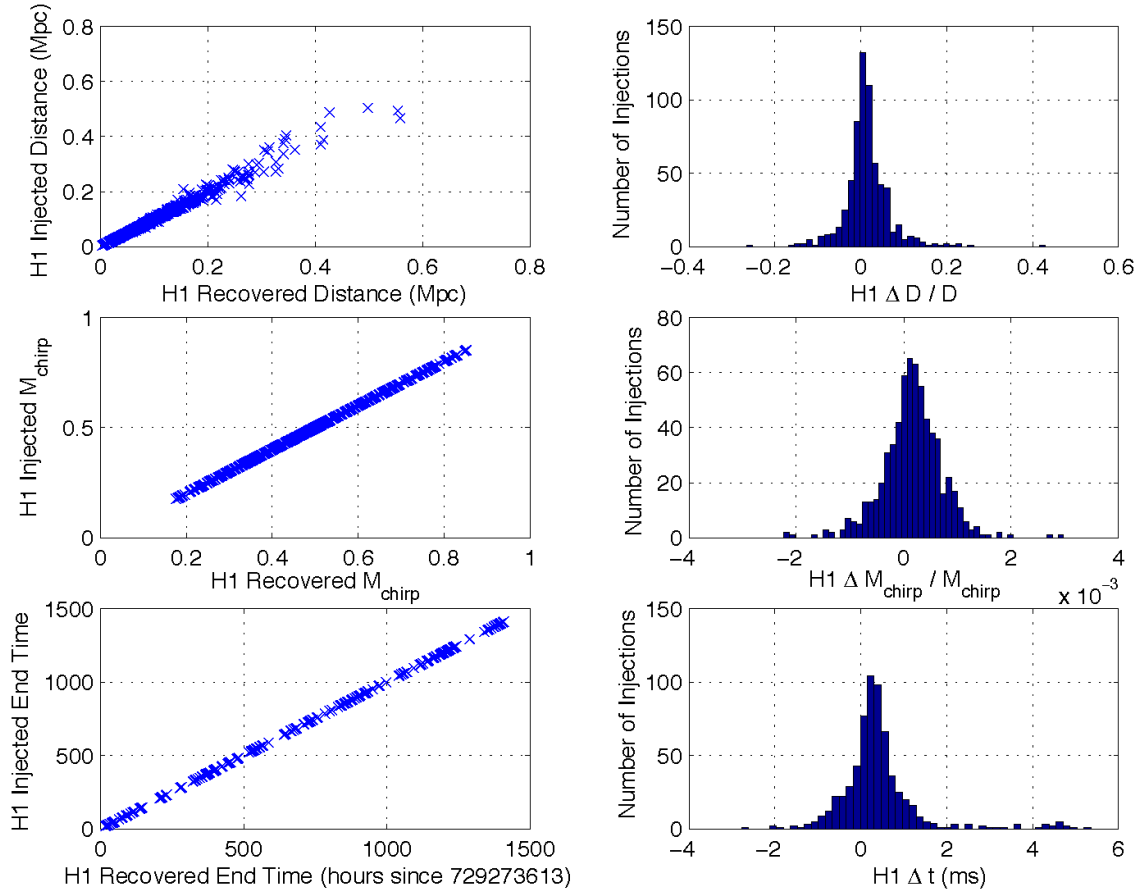 H1 Injected Distance (Mpc)
0.8
0.6
0.4
0.2
0
0 0.2 0.4 0.6 0.8
H1 Recovered Distance (Mpc)
Number of Injections
150
100
50
0
−0.4 −0.2 0 0.2 0.4 0.6
H1 Δ D / D
H1 Injected M_chirp
1
0.5
0
0 0.2 0.4 0.6 0.8 1
H1 Recovered M_chirp
Number of Injections
80
60
40
20
0
−4 −2 0 2 4
H1 Δ M_chirp / M_chirp
x 10^−3
H1 Injected End Time
1500
1000
500
0
0 500 1000 1500
H1 Recovered End Time (hours since 729273613)
Number of Injections
150
100
50
0
−4 −2 0 2 4 6
H1 Δ t (ms)